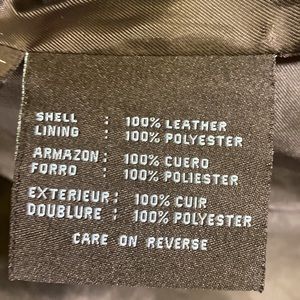 SHELL : 100% LEATHER
LINING : 100% POLYESTER
ARMAZON: 100% CUERO
FORRO : 100% POLIESTER
EXTERIEUR: 100% CUIR
DOUBLURE : 100% POLYESTER
CARE ON REVERSE